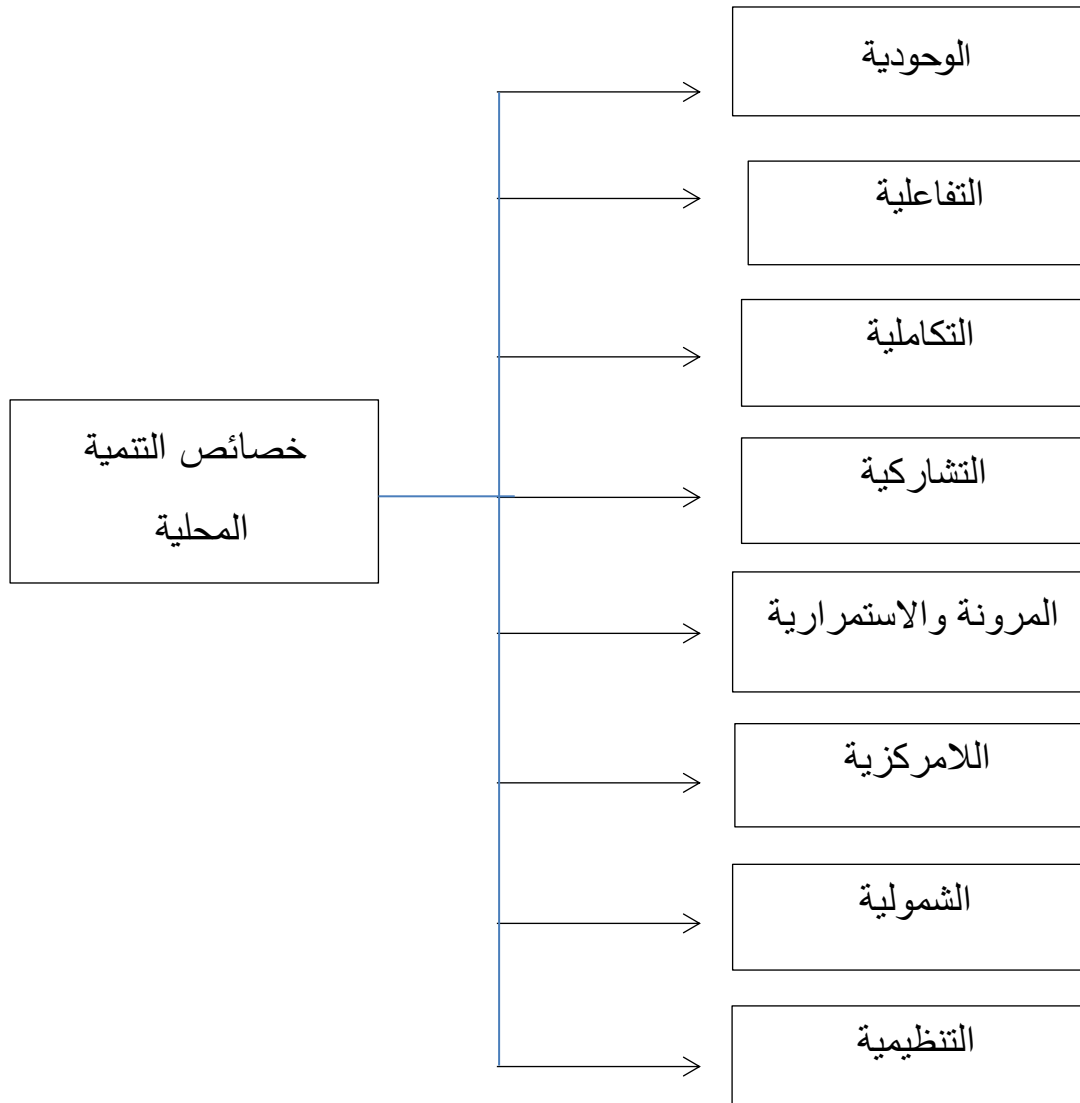 الوحودية
التفاعلية
التكاملية
خصائص التنمية
المحلية
التشاركية
المرونة والاستمرارية
اللامركزية
الشمولية
التنظيمية